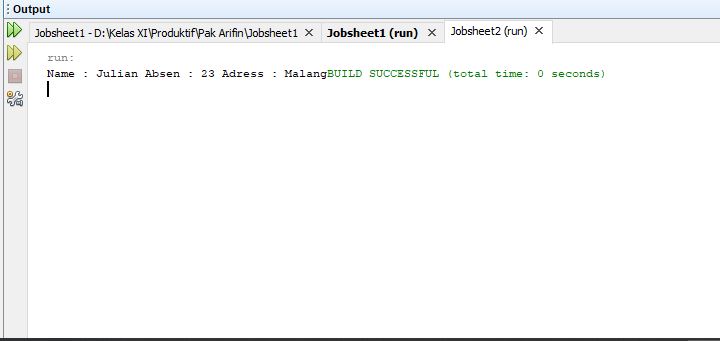 Output
Jobsheet1 - D:\Kelas XI\Produktif\Pak Arifin\Jobsheet1 × Jobsheet1 (run) × Jobsheet2 (run) ×
run:
Name : Julian Absen : 23 Adress : MalangBUILD SUCCESSFUL (total time: 0 seconds)